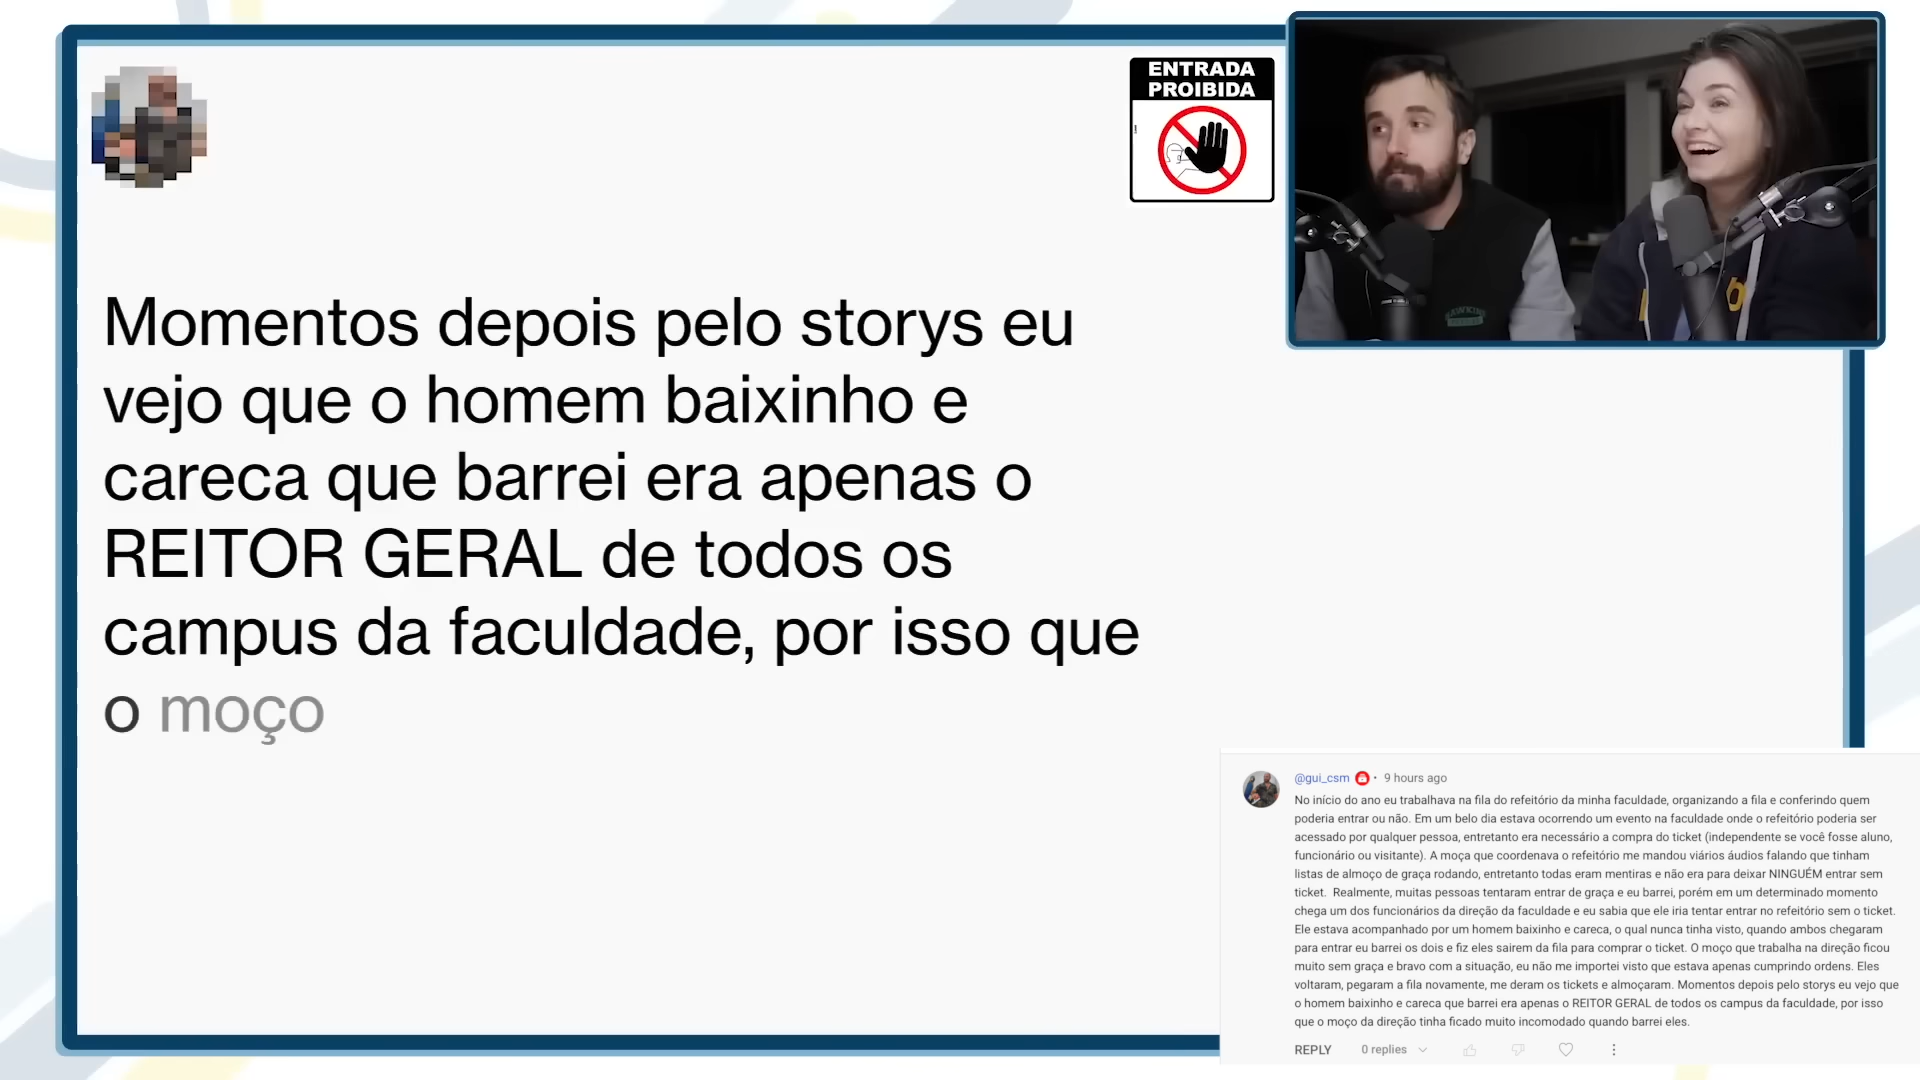 ENTRADA
PROIBIDA
Momentos depois pelo storys eu
vejo que o homem baixinho e
careca que barrei era apenas o
REITOR GERAL de todos os
campus da faculdade, por isso que
o moço
@gui_csm • 9 hours ago
No início do ano eu trabalhava na fila do refeitório da minha faculdade, organizando a fila e conferindo quem
poderia entrar ou não. Em um belo dia estava ocorrendo um evento na faculdade onde o refeitório poderia ser
acessado por qualquer pessoa, entretanto era necessário a compra do ticket (independente se você fosse aluno,
funcionário ou visitante). A moça que coordenava o refeitório me mandou viários áudios falando que tinham
listas de almoço de graça rodando, entretanto todas eram mentiras e não era para deixar NINGUÉM entrar sem
ticket. Realmente, muitas pessoas tentaram entrar de graça e eu barrei, porém em um determinado momento
chega um dos funcionários da direção da faculdade e eu sabia que ele iria tentar entrar no refeitório sem o ticket.
Ele estava acompanhado por um homem baixinho e careca, o qual nunca tinha visto, quando ambos chegaram
para entrar eu barrei os dois e fiz eles sairem da fila para comprar o ticket. O moço que trabalha na direção ficou
muito sem graça e bravo com a situação, eu não me importei visto que estava apenas cumprindo ordens. Eles
voltaram, pegaram a fila novamente, me deram os tickets e almoçaram. Momentos depois pelo storys eu vejo que
o homem baixinho e careca que barrei era apenas o REITOR GERAL de todos os campus da faculdade, por isso
que o moço da direção tinha ficado muito incomodado quando barrei eles.
REPLY 0 replies